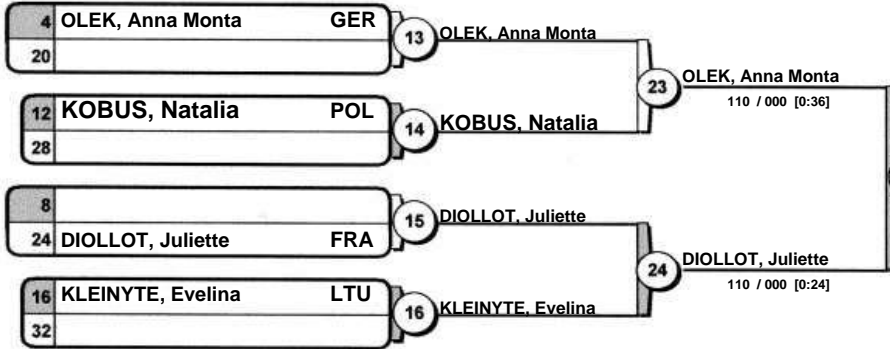 4 OLEK, Anna Monta GER
20
13 OLEK, Anna Monta
12 KOBUS, Natalia POL
28
14 KOBUS, Natalia
23 OLEK, Anna Monta
110 / 000 [0:36]
8
24 DIOLLOT, Juliette FRA
15 DIOLLOT, Juliette
16 KLEINYTE, Evelina LTU
32
16 KLEINYTE, Evelina
24 DIOLLOT, Juliette
110 / 000 [0:24]